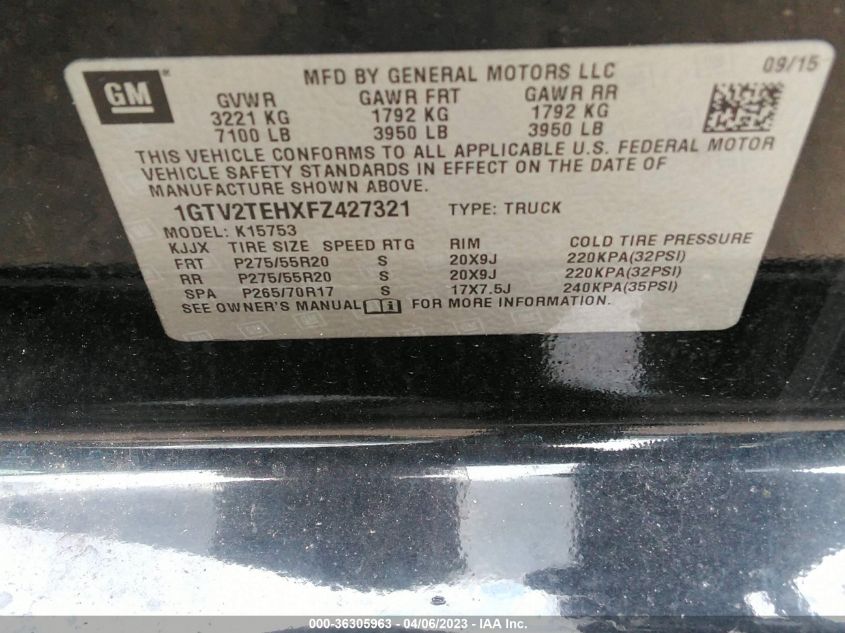 GM
MFD BY GENERAL MOTORS LLC
09/15
GVWR GAWR FRT GAWR RR
3221 KG 1792 KG 1792 KG
7100 LB 3950 LB 3950 LB
THIS VEHICLE CONFORMS TO ALL APPLICABLE U.S. FEDERAL MOTOR
VEHICLE SAFETY STANDARDS IN EFFECT ON THE DATE OF
MANUFACTURE SHOWN ABOVE.
1GTV2TEHXFZ427321 TYPE: TRUCK
MODEL: K15753
KJJX TIRE SIZE SPEED RTG RIM COLD TIRE PRESSURE
FRT P275/55R20 S 20X9J 220KPA(32PSI)
RR P275/55R20 S 20X9J 220KPA(32PSI)
SPA P265/70R17 S 17X7.5J 240KPA(35PSI)
SEE OWNER'S MANUAL FOR MORE INFORMATION.
000-36305963 04/06/2023 IAA Inc.